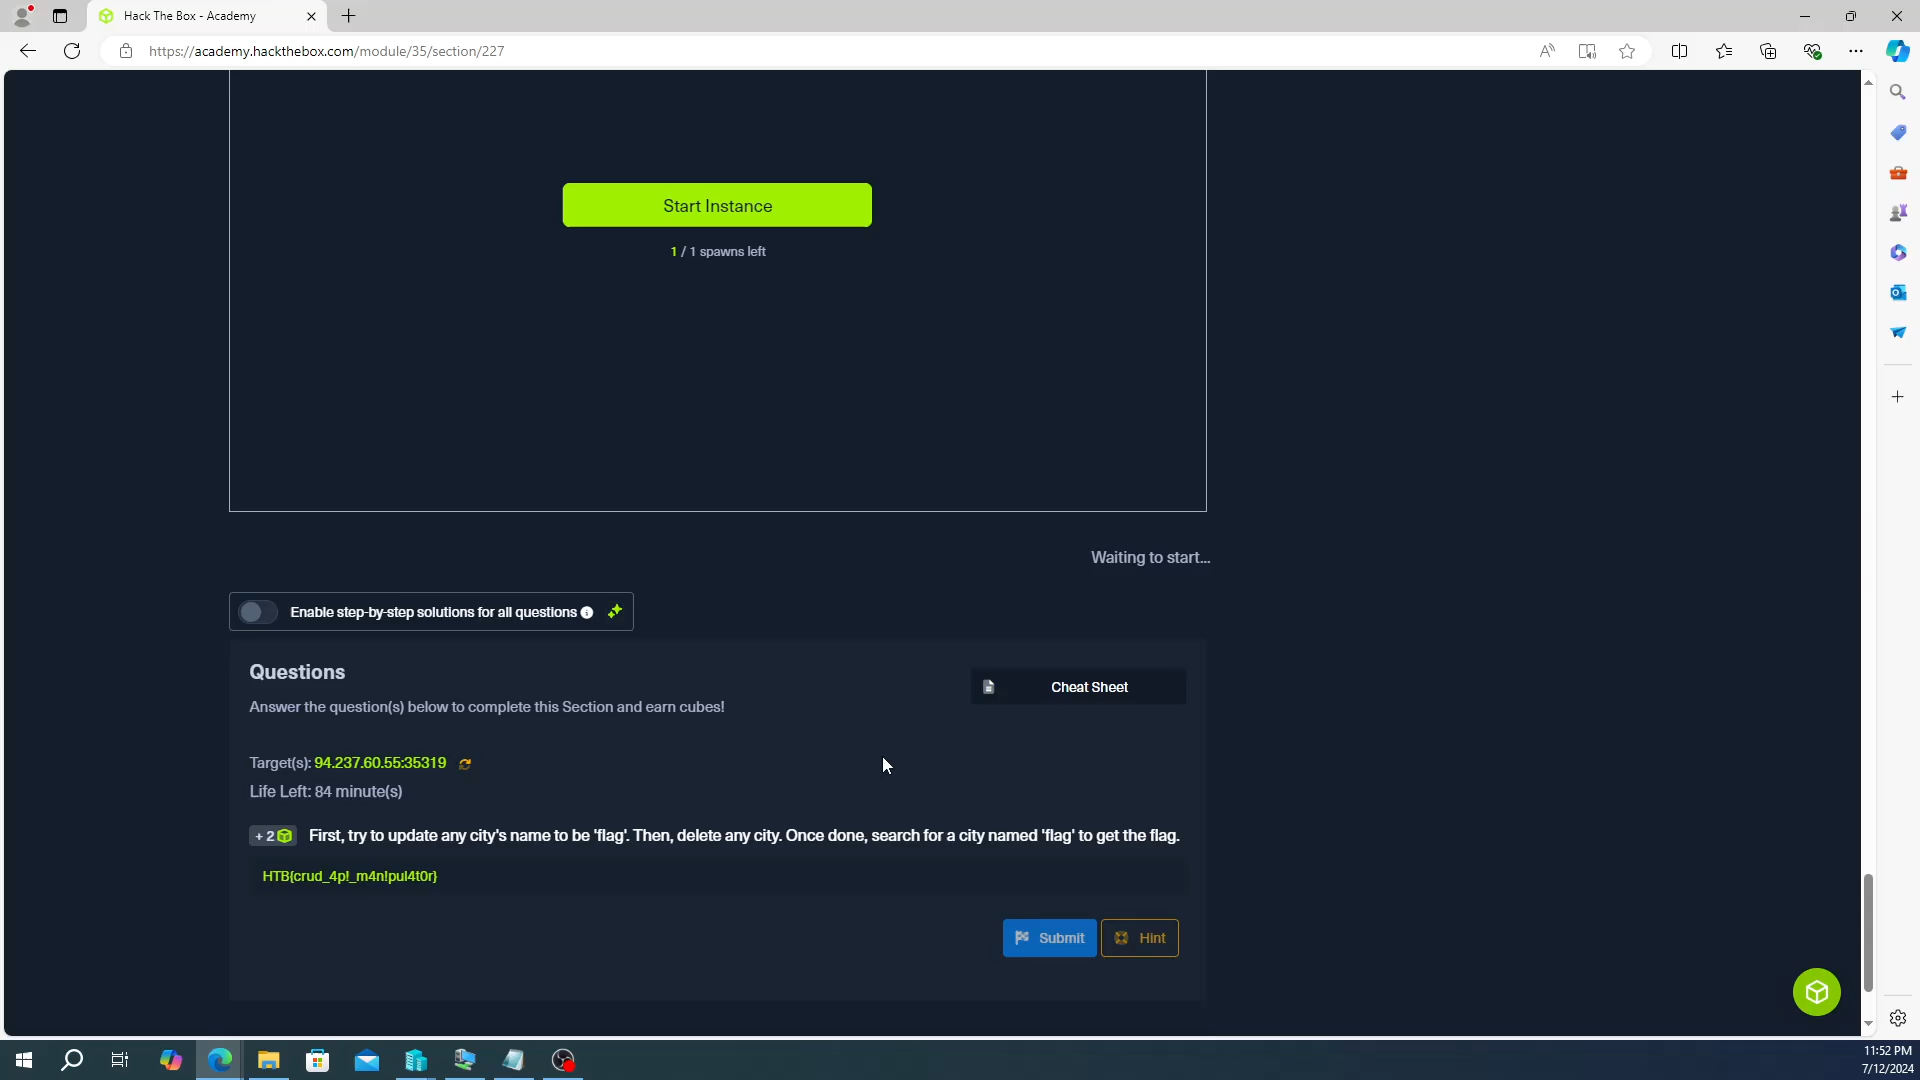 Hack The Box - Academy
https://academy.hackthebox.com/module/35/section/227
Start Instance
1 / 1 spawns left
Waiting to start...
Enable step-by-step solutions for all questions
Questions
Cheat Sheet
Answer the question(s) below to complete this Section and earn cubes!
Target(s): 94.237.60.55:35319
Life Left: 84 minute(s)
+ 2 First, try to update any city's name to be 'flag'. Then, delete any city. Once done, search for a city named 'flag' to get the flag.
HTB{crud_4p!_m4n!pul4t0r}
Submit
Hint
11:52 PM
7/12/2024